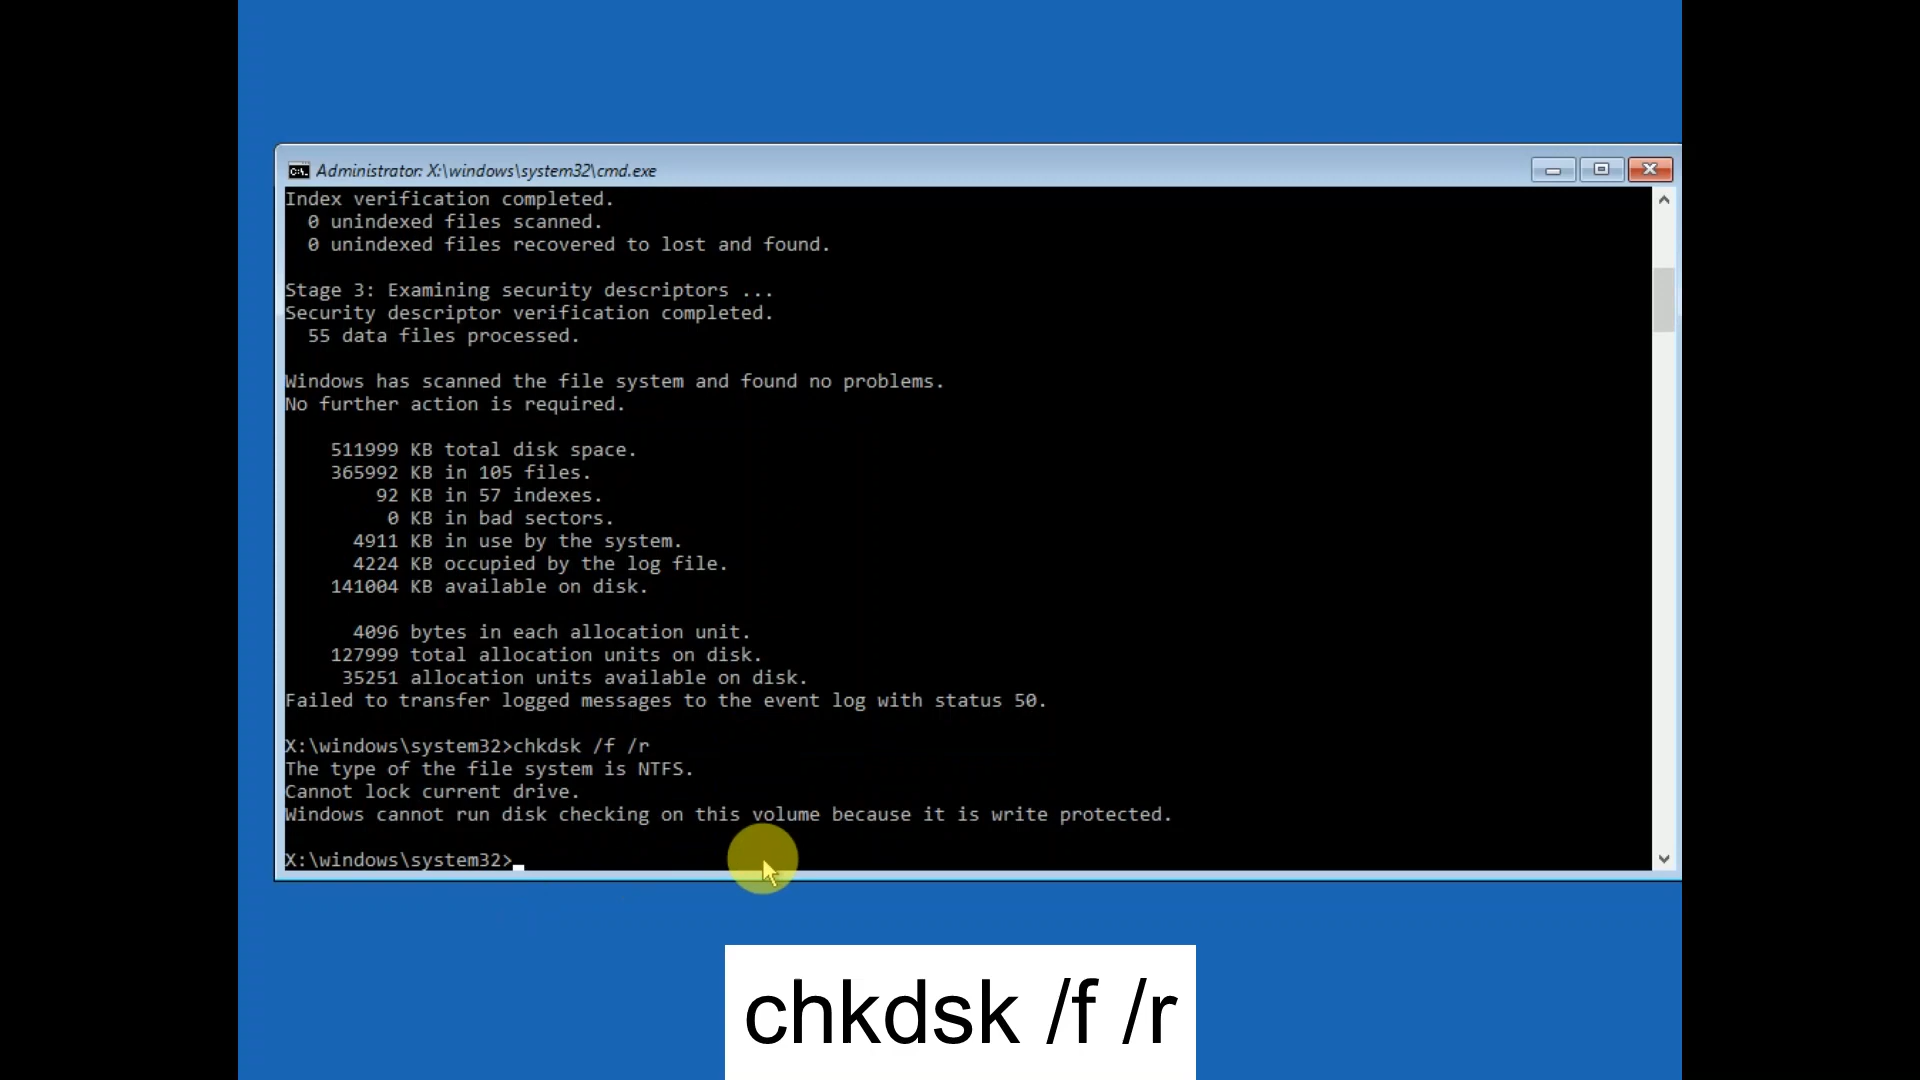 Administrator: X:\windows\system32\cmd.exe
Index verification completed.
0 unindexed files scanned.
0 unindexed files recovered to lost and found.
Stage 3: Examining security descriptors ...
Security descriptor verification completed.
55 data files processed.
Windows has scanned the file system and found no problems.
No further action is required.
511999 KB total disk space.
365992 KB in 105 files.
92 KB in 57 indexes.
0 KB in bad sectors.
4911 KB in use by the system.
4224 KB occupied by the log file.
141004 KB available on disk.
4096 bytes in each allocation unit.
127999 total allocation units on disk.
35251 allocation units available on disk.
Failed to transfer logged messages to the event log with status 50.
X:\windows\system32>chkdsk /f /r
The type of the file system is NTFS.
Cannot lock current drive.
Windows cannot run disk checking on this volume because it is write protected.
X:\windows\system32>
chkdsk /f /r